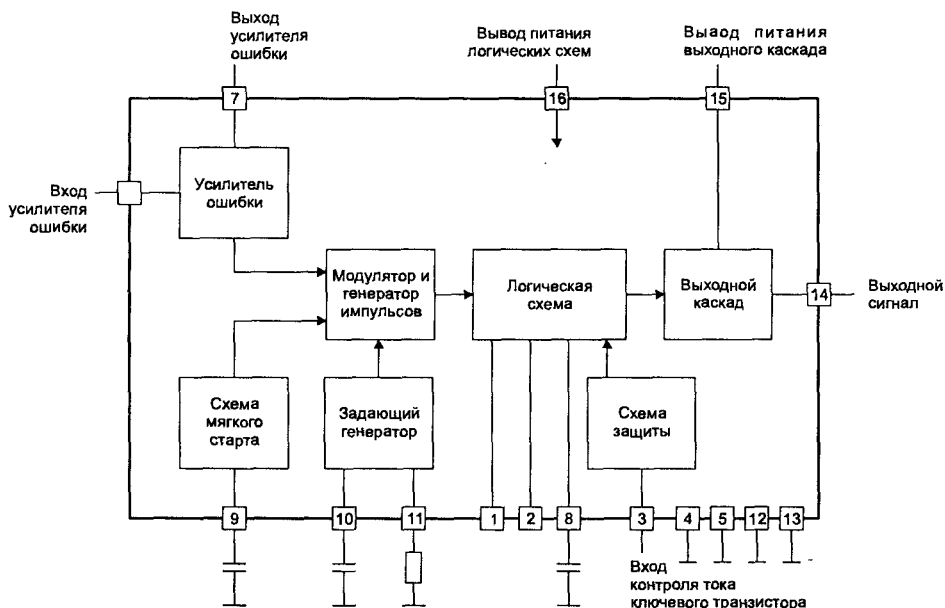 Выход
усилителя
ошибки
Вывод питания
логических схем
Выаод питания
выходного каскада
7
16
15
Вход
усилителя
ошибки
Усилитель
ошибки
Модулятор и
генератор
импульсов
Логическая
схема
Выходной
каскад
14
Выходной
сигнал
Схема
мягкого
старта
Задающий
генератор
Схема
защиты
9
10
11
1
2
8
3
4
5
12
13
Вход
контроля тока
ключевого транзистора